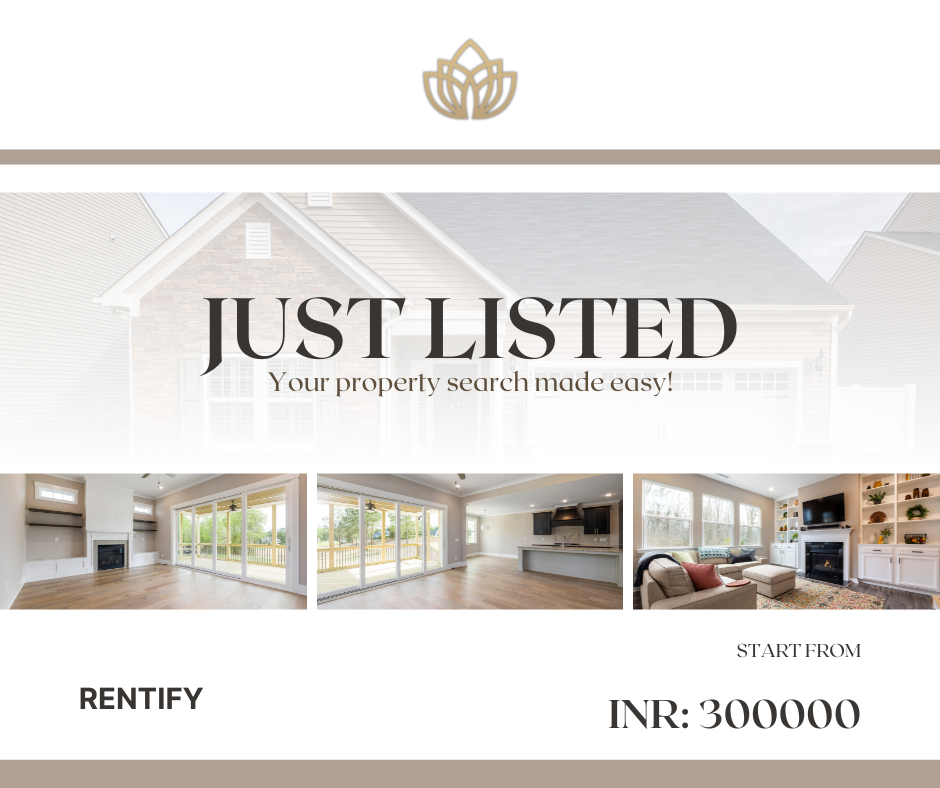 JUST LISTED
Your property search made easy!
START FROM
RENTIFY
INR: 300000